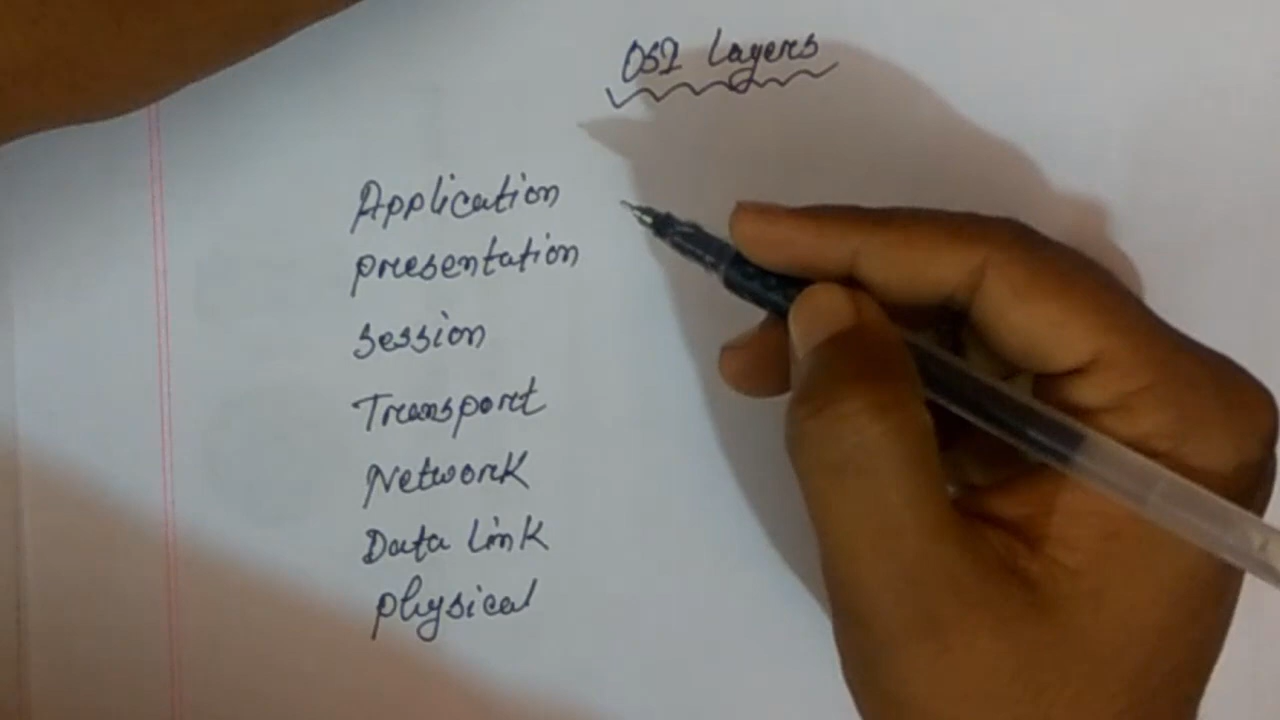 OSI Layers
Application
presentation
session
Transport
Network
Data Link
physical